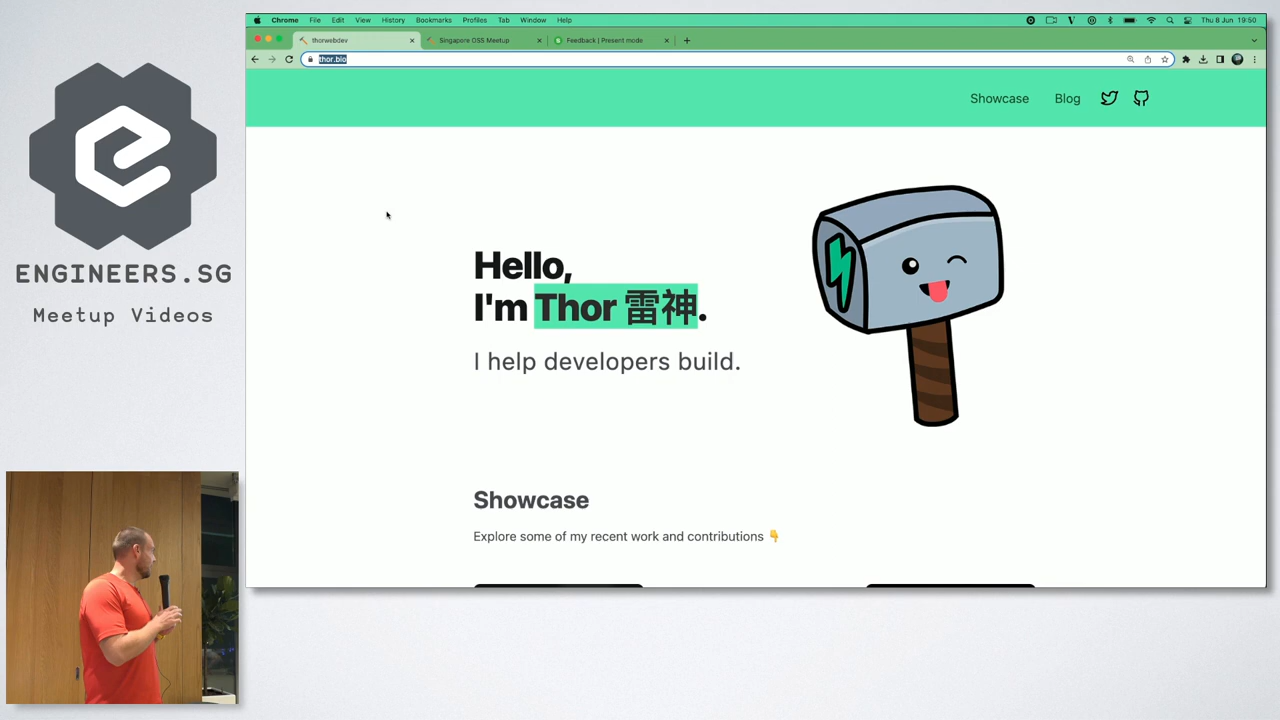 Chrome File Edit View History Bookmarks Profiles Tab Window Help
Thu 8 Jun 19:50
thorwebdev
Singapore OSS Meetup
Feedback | Present mode
thor.bio
Showcase
Blog
Hello,
I'm Thor 雷神.
I help developers build.
Showcase
Explore some of my recent work and contributions 👇
ENGINEERS.SG
Meetup Videos